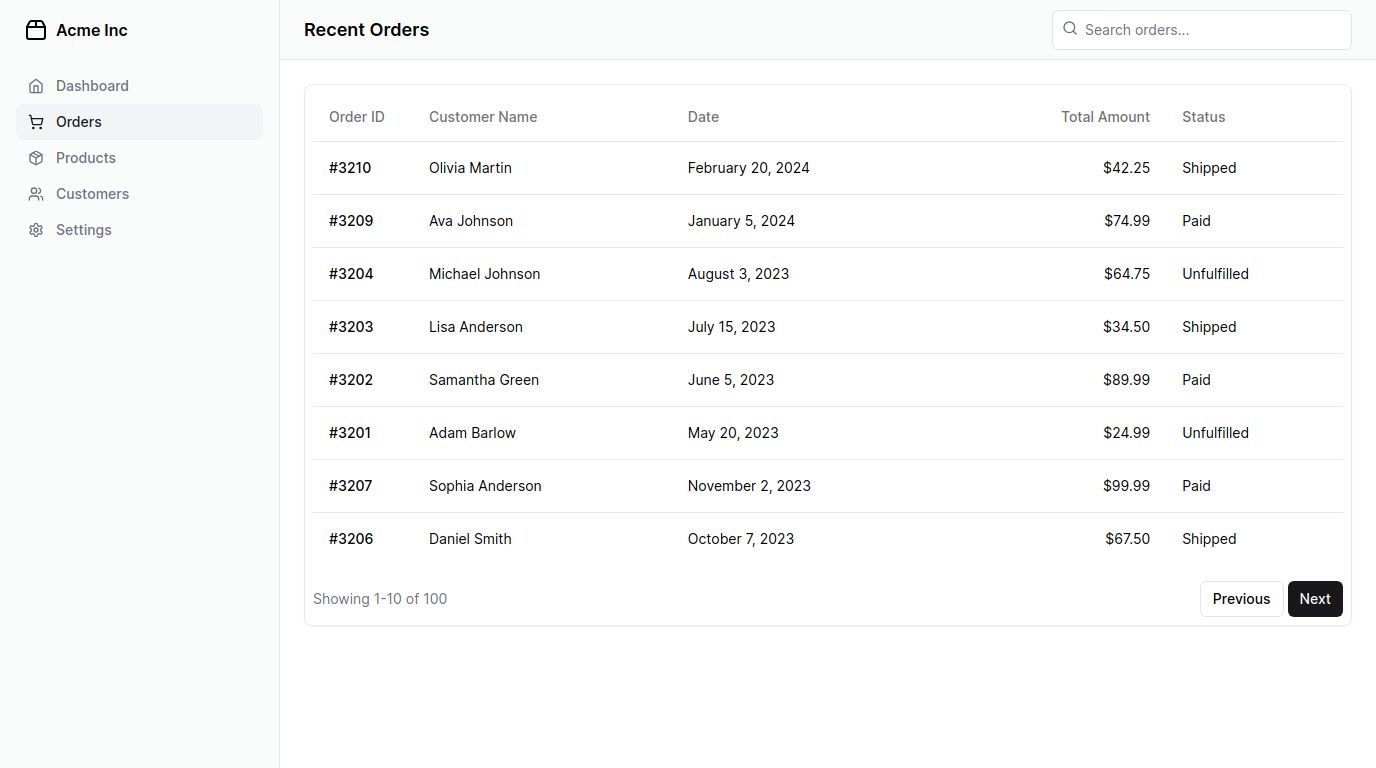 Acme Inc
Dashboard
Orders
Products
Customers
Settings
Recent Orders
Search orders...
Order ID Customer Name Date Total Amount Status
#3210 Olivia Martin February 20, 2024 $42.25 Shipped
#3209 Ava Johnson January 5, 2024 $74.99 Paid
#3204 Michael Johnson August 3, 2023 $64.75 Unfulfilled
#3203 Lisa Anderson July 15, 2023 $34.50 Shipped
#3202 Samantha Green June 5, 2023 $89.99 Paid
#3201 Adam Barlow May 20, 2023 $24.99 Unfulfilled
#3207 Sophia Anderson November 2, 2023 $99.99 Paid
#3206 Daniel Smith October 7, 2023 $67.50 Shipped
Showing 1-10 of 100 Previous Next